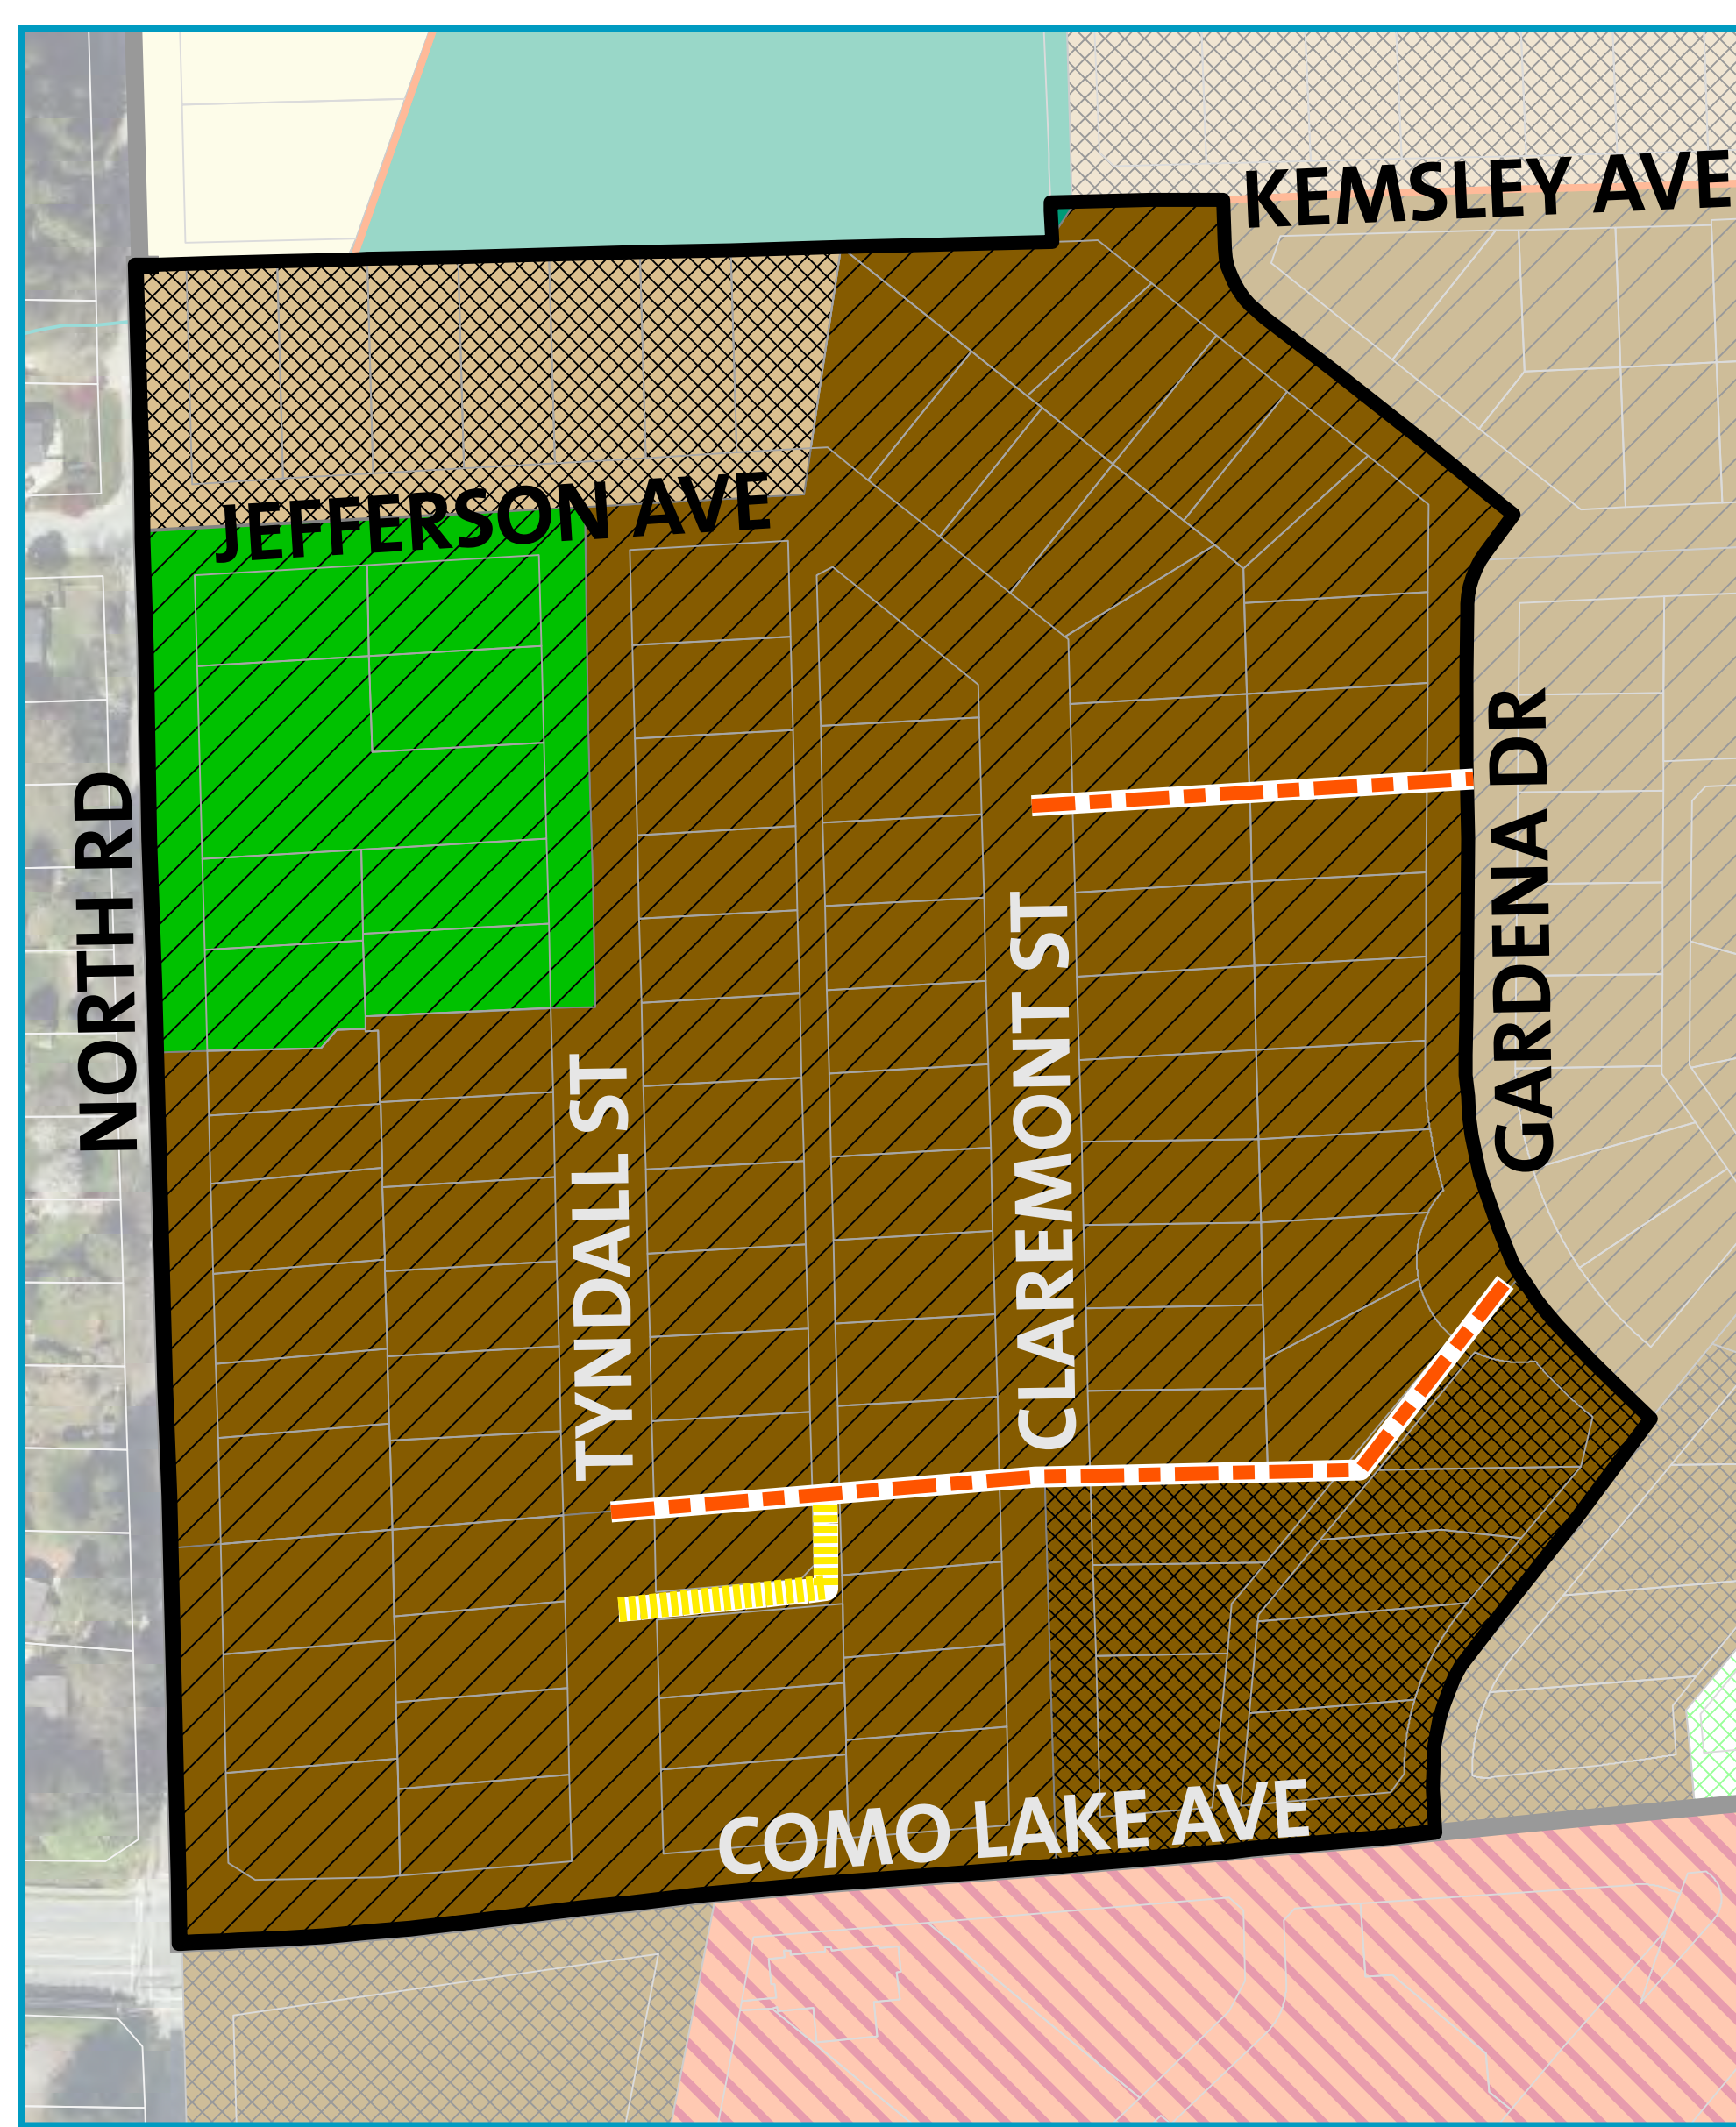 KEMSLEY AVE
JEFFERSON AVE
NORTH RD
TYNDALL ST
CLAREMONT ST
GARDENA DR
COMO LAKE AVE